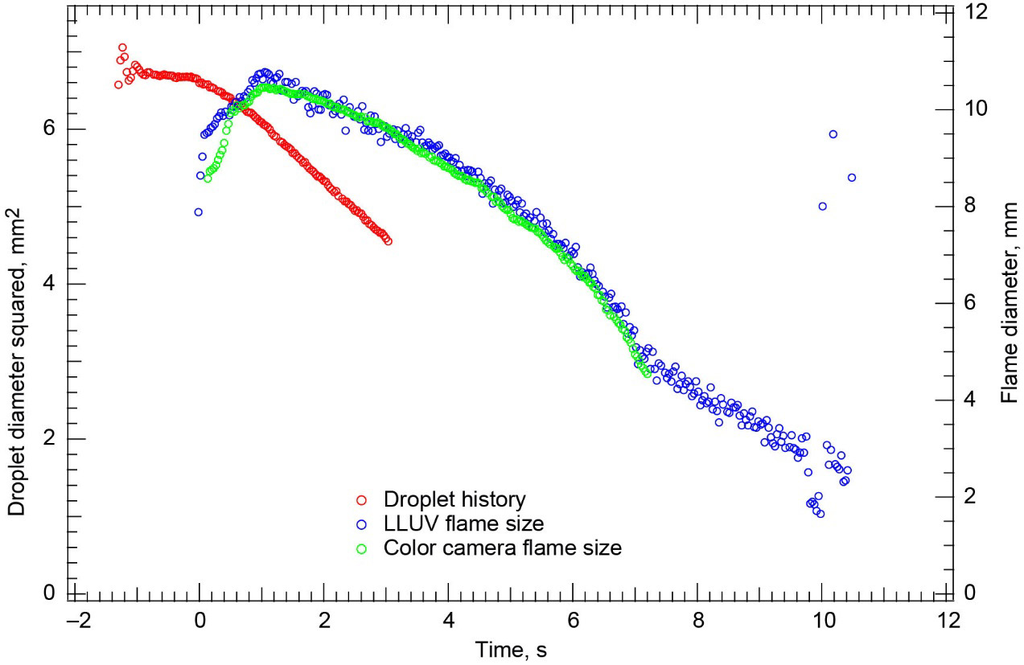 12
10
8
6
4
2
0
Flame diameter, mm
6
4
2
0
Droplet diameter squared, mm2
Droplet history
LLUV flame size
Color camera flame size
–2 0 2 4 6 8 10 12
Time, s